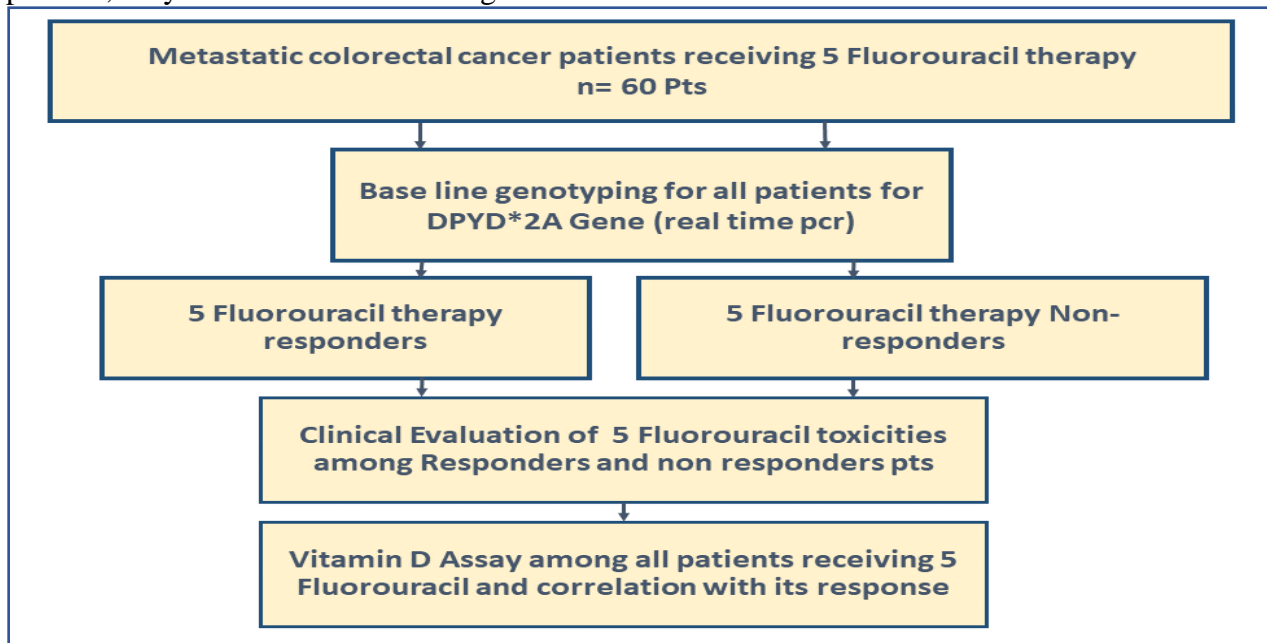 Metastatic colorectal cancer patients receiving 5 Fluorouracil therapy
n= 60 Pts
Base line genotyping for all patients for
DPYD*2A Gene (real time pcr)
5 Fluorouracil therapy
responders
5 Fluorouracil therapy Non-
responders
Clinical Evaluation of 5 Fluorouracil toxicities
among Responders and non responders pts
Vitamin D Assay among all patients receiving 5
Fluorouracil and correlation with its response